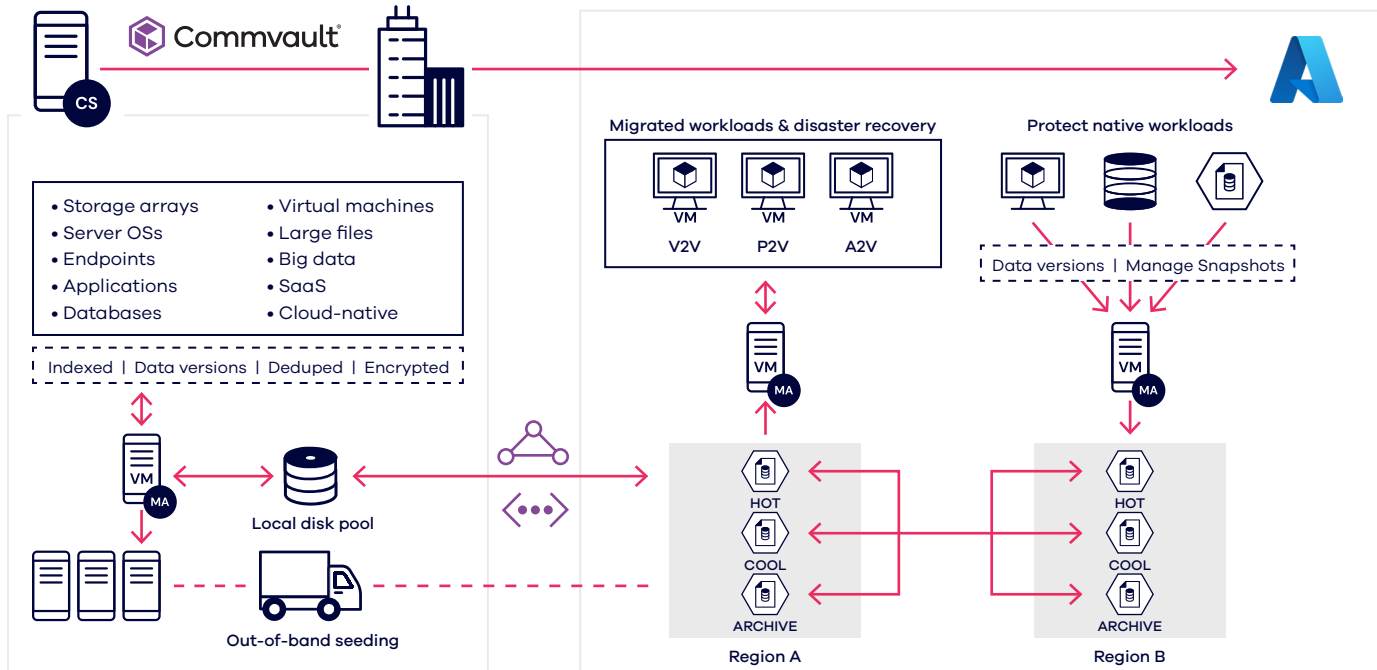 Commvault®
CS
Migrated workloads & disaster recovery
Protect native workloads
VM
VM
VM
V2V
P2V
A2V
• Storage arrays
• Server OSs
• Endpoints
• Applications
• Databases
• Virtual machines
• Large files
• Big data
• SaaS
• Cloud-native
Data versions | Manage Snapshots
Indexed | Data versions | Deduped | Encrypted
VM
MA
VM
MA
VM
MA
Local disk pool
Out-of-band seeding
HOT
COOL
ARCHIVE
Region A
HOT
COOL
ARCHIVE
Region B